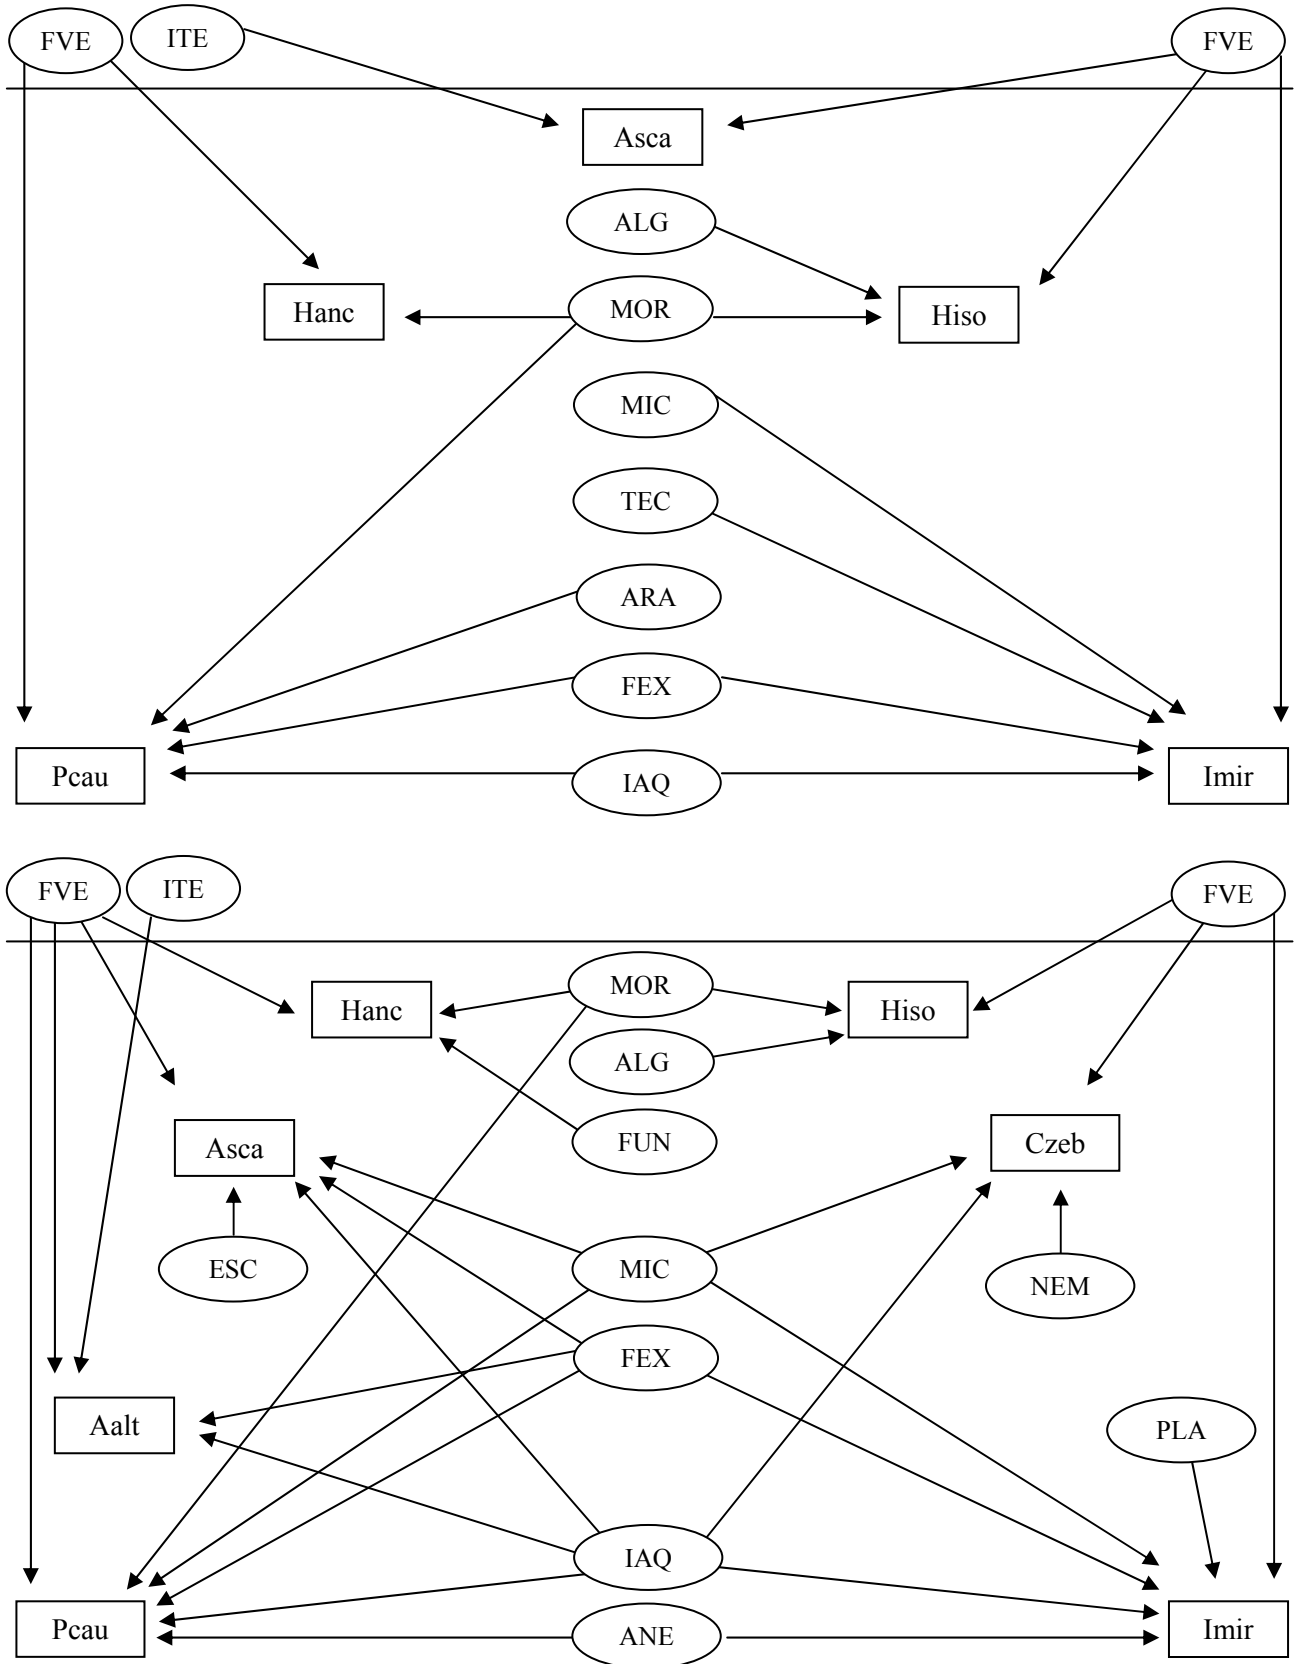 FVE ITE FVE
Asca
ALG
Hanc MOR Hiso
MIC
TEC
ARA
FEX
Pcau IAQ Imir
FVE ITE FVE
Hanc MOR Hiso
ALG
Asca FUN Czeb
ESC MIC NEM
FEX
Aalt PLA
IAQ
Pcau ANE Imir